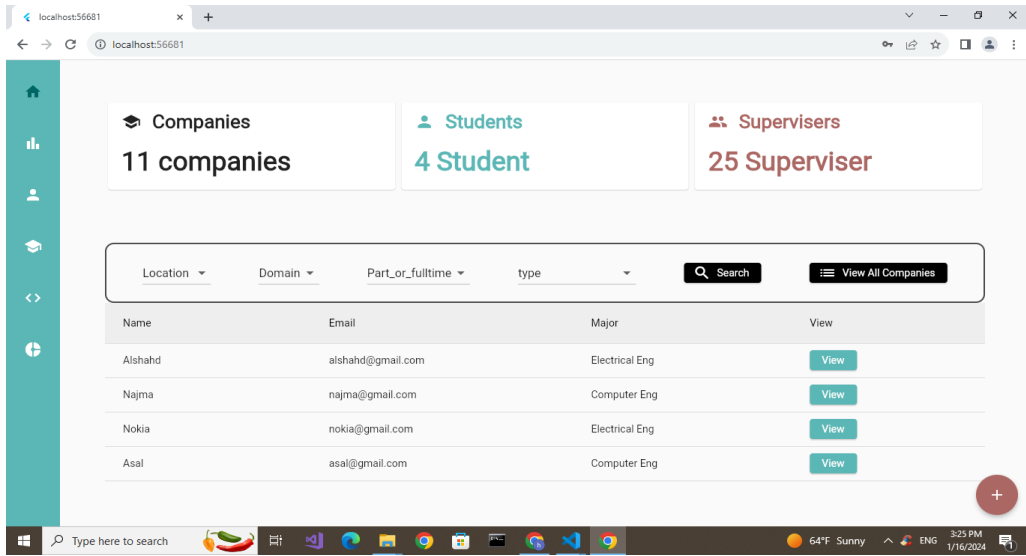 localhost:56681
localhost:56681
Companies
11 companies
Students
4 Student
Supervisers
25 Superviser
Location Domain Part_or_fulltime type Search View All Companies
Name Email Major View
Alshahd alshahd@gmail.com Electrical Eng View
Najma najma@gmail.com Computer Eng View
Nokia nokia@gmail.com Electrical Eng View
Asal asal@gmail.com Computer Eng View
Type here to search
64°F Sunny
ENG
3:25 PM
1/16/2024